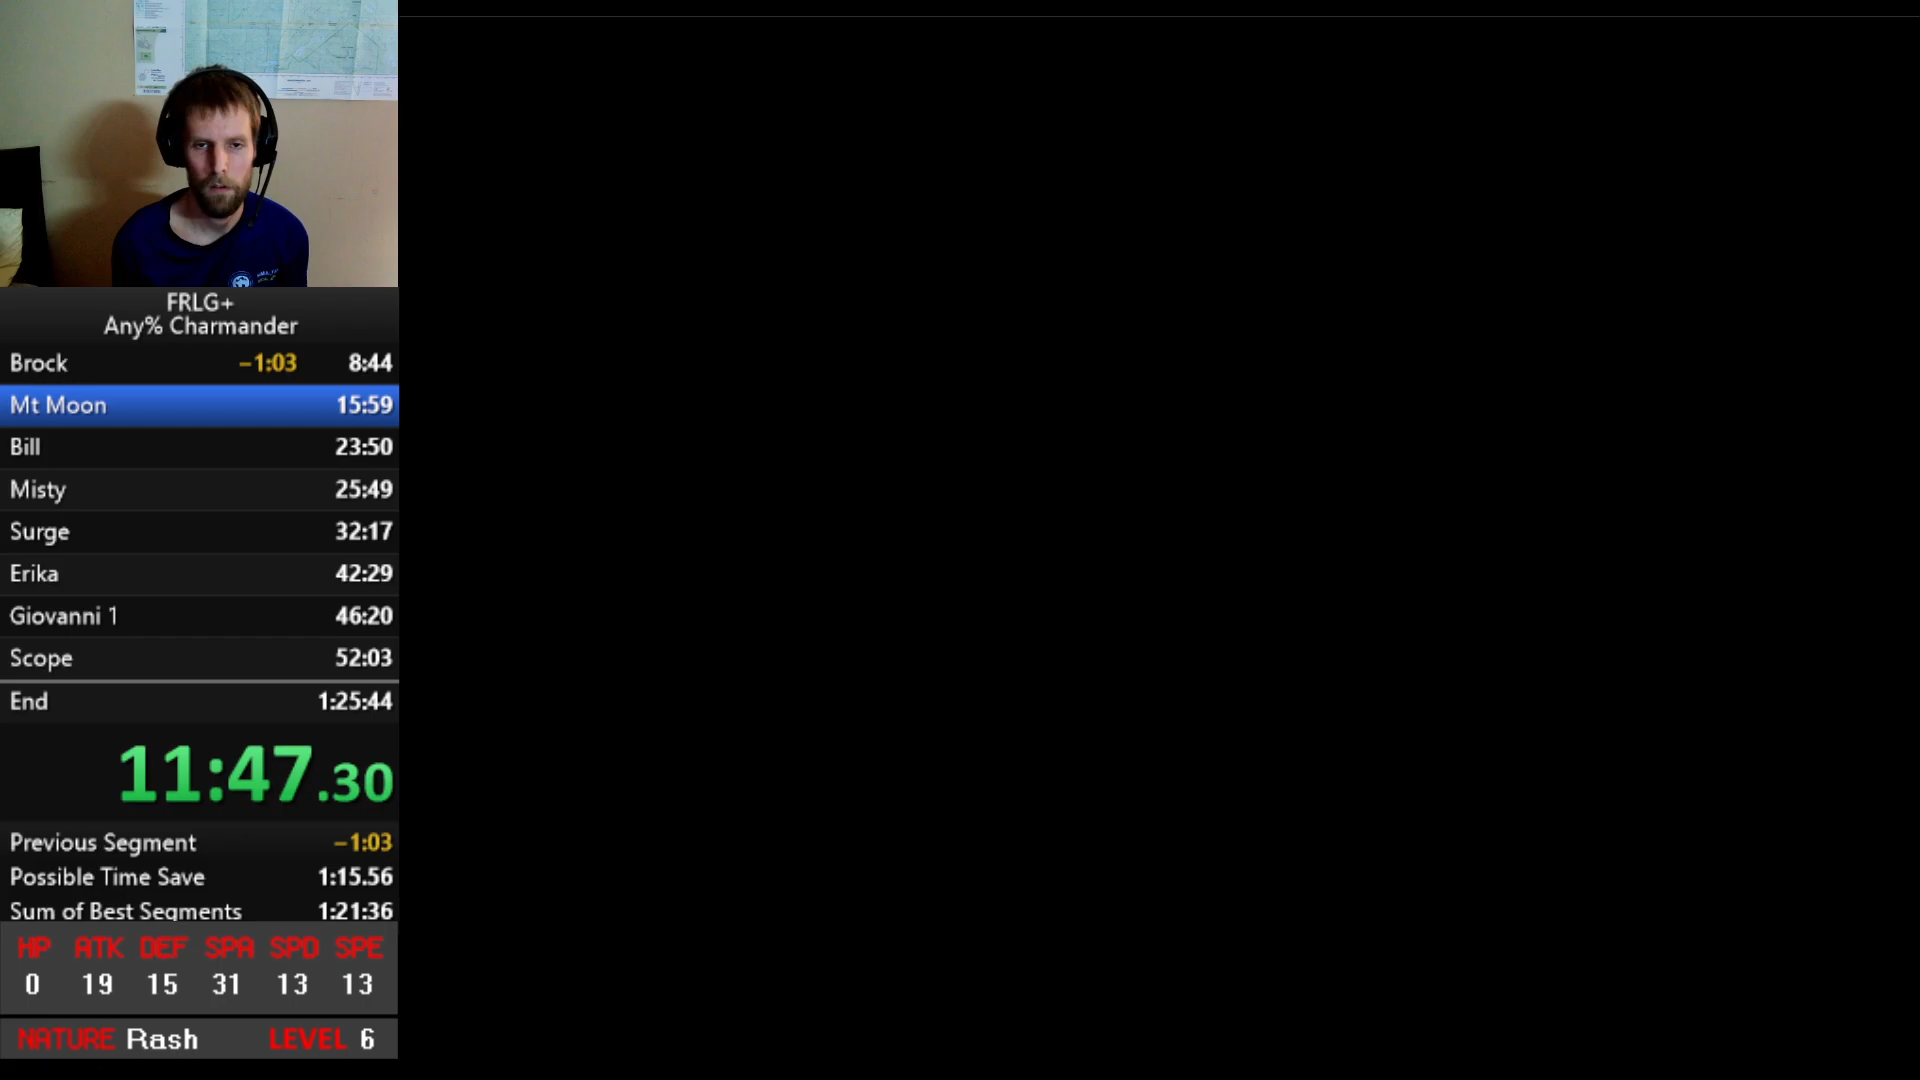 FRLG+
Any% Charmander
Brock −1:03 8:44
Mt Moon 15:59
Bill 23:50
Misty 25:49
Surge 32:17
Erika 42:29
Giovanni 1 46:20
Scope 52:03
End 1:25:44
11:47.30
Previous Segment −1:03
Possible Time Save 1:15.56
Sum of Best Segments 1:21:36
HP ATK DEF SPA SPD SPE
0 19 15 31 13 13
NATURE Rash LEVEL 6